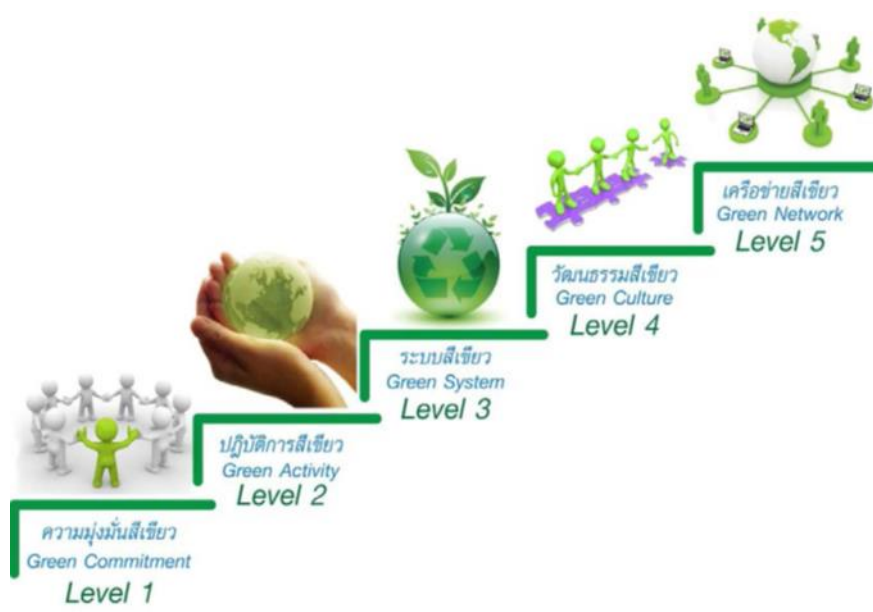 ความมุ่งมั่นสีเขียว
Green Commitment
Level 1
ปฏิบัติการสีเขียว
Green Activity
Level 2
ระบบสีเขียว
Green System
Level 3
วัฒนธรรมสีเขียว
Green Culture
Level 4
เครือข่ายสีเขียว
Green Network
Level 5